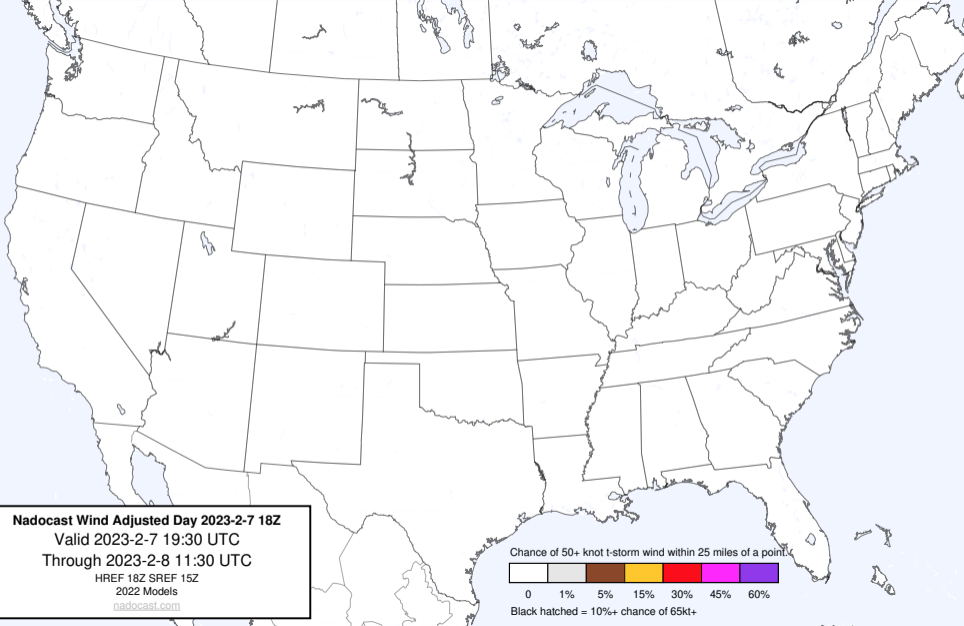 Nadocast Wind Adjusted Day 2023-2-7 18Z
Valid 2023-2-7 19:30 UTC
Through 2023-2-8 11:30 UTC
HREF 18Z SREF 15Z
2022 Models
nadocast.com
Chance of 50+ knot t-storm wind within 25 miles of a point.
0 1% 5% 15% 30% 45% 60%
Black hatched = 10%+ chance of 65kt+